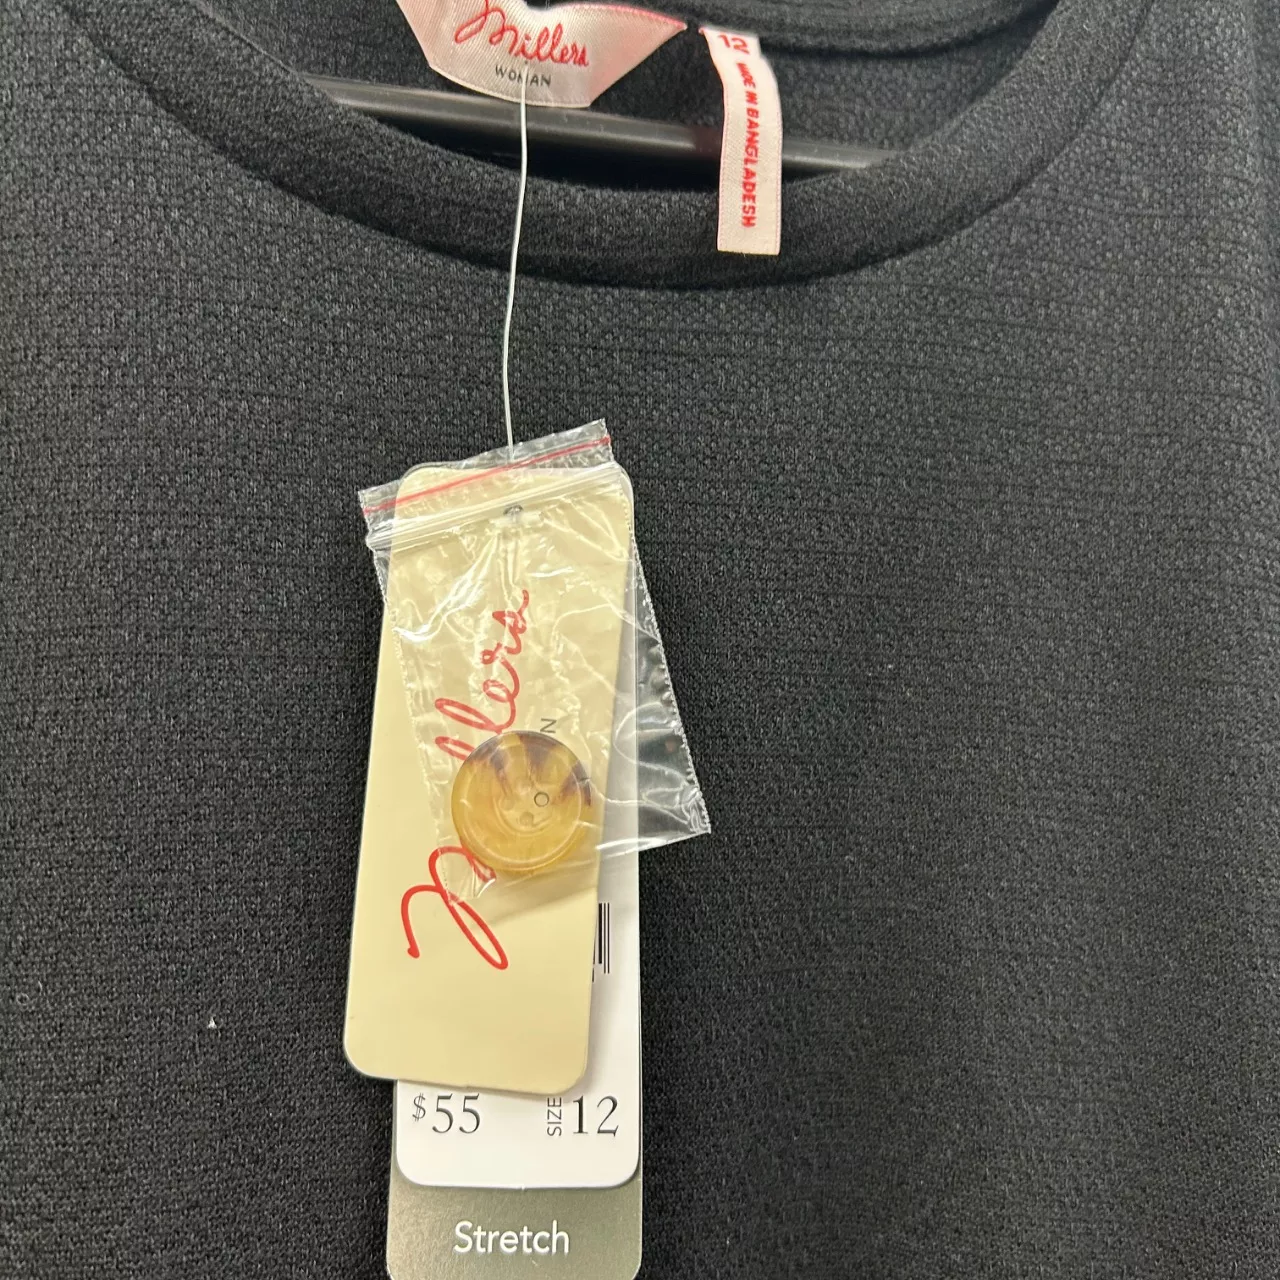 Millers
WOMAN
12
MADE IN BANGLADESH
Millers
$55
SIZE 12
Stretch